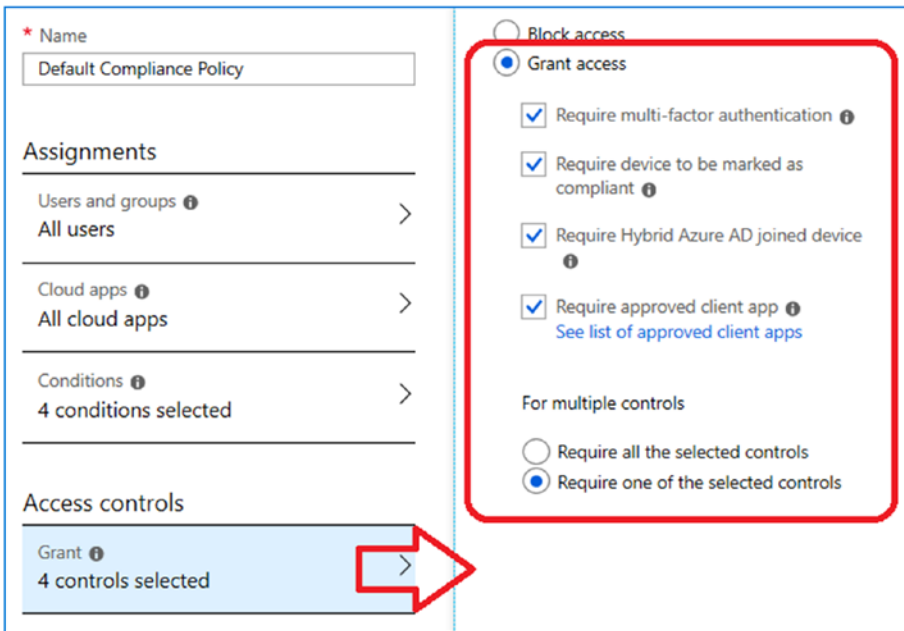 * Name
Default Compliance Policy
Assignments
Users and groups
All users
Cloud apps
All cloud apps
Conditions
4 conditions selected
Access controls
Grant
4 controls selected
Block access
Grant access
Require multi-factor authentication
Require device to be marked as
compliant
Require Hybrid Azure AD joined device
Require approved client app
See list of approved client apps
For multiple controls
Require all the selected controls
Require one of the selected controls